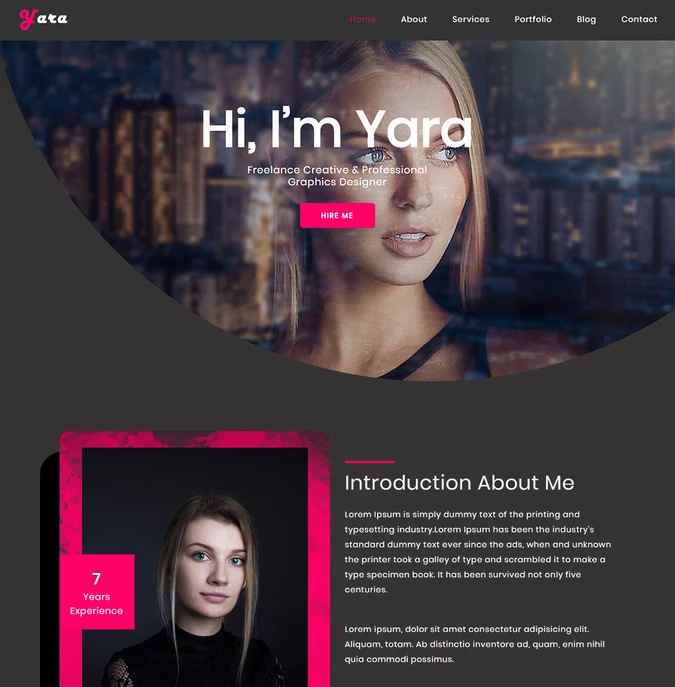 Yara
Home About Services Portfolio Blog Contact
Hi, I'm Yara
Freelance Creative & Professional
Graphics Designer
HIRE ME
7
Years
Experience
Introduction About Me
Lorem Ipsum is simply dummy text of the printing and
typesetting industry.Lorem Ipsum has been the industry's
standard dummy text ever since the ads, when and unknown
the printer took a galley of type and scrambled it to make a
type specimen book. It has been survived not only five
centuries.
Lorem ipsum, dolor sit amet consectetur adipisicing elit.
Aliquam, totam. Ab distinctio inventore ad, quam, enim nihil
quia commodi possimus.